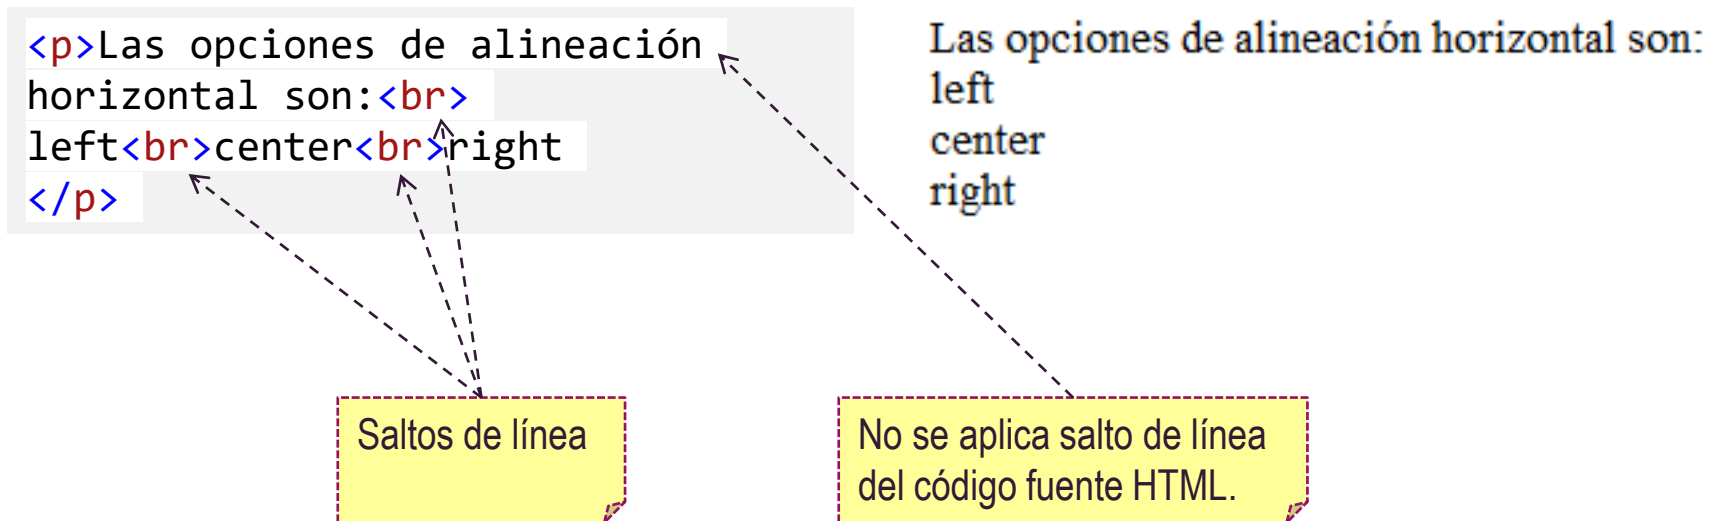 <p>Las opciones de alineación
horizontal son:<br>
left<br>center<br>right
</p>
Las opciones de alineación horizontal son:
left
center
right
Saltos de línea
No se aplica salto de línea
del código fuente HTML.